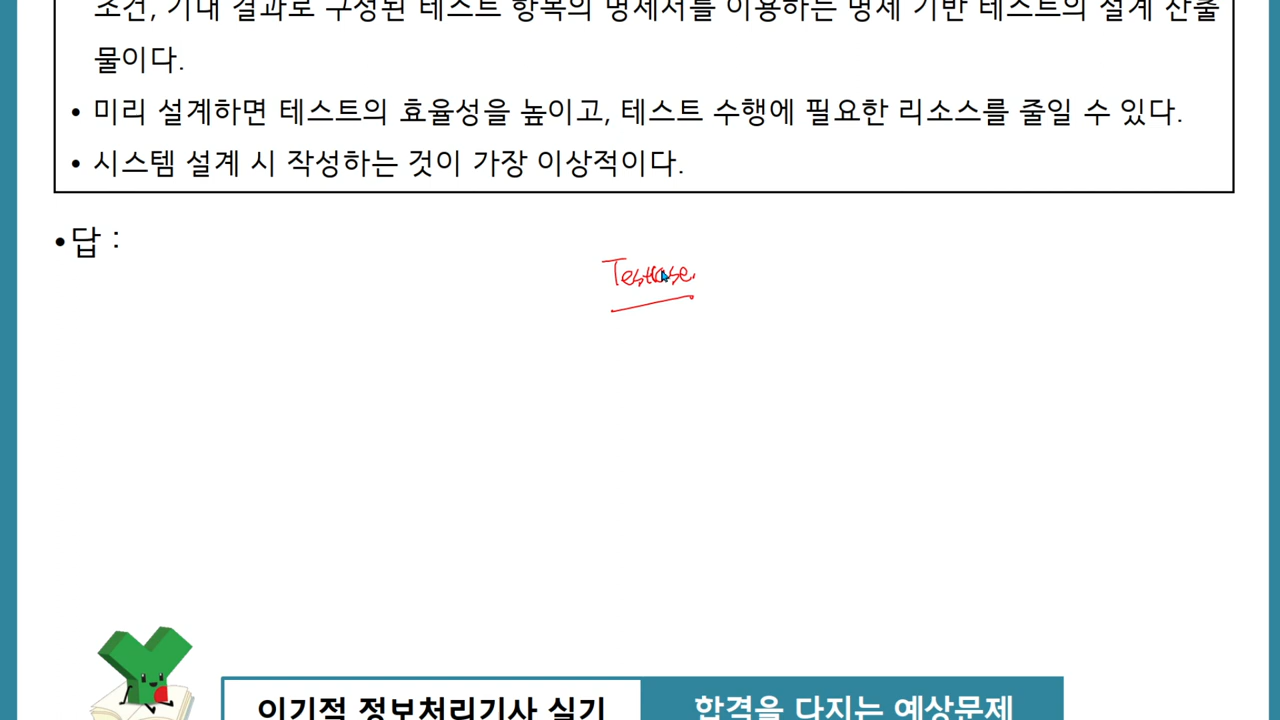 조건, 기대 결과로 구성된 테스트 항목의 명세서를 이용하는 명세 기반 테스트의 설계 산출
물이다.
• 미리 설계하면 테스트의 효율성을 높이고, 테스트 수행에 필요한 리소스를 줄일 수 있다.
• 시스템 설계 시 작성하는 것이 가장 이상적이다.
•답 :
Testcase.
이기적 정보처리기사 실기
합격을 다지는 예상문제